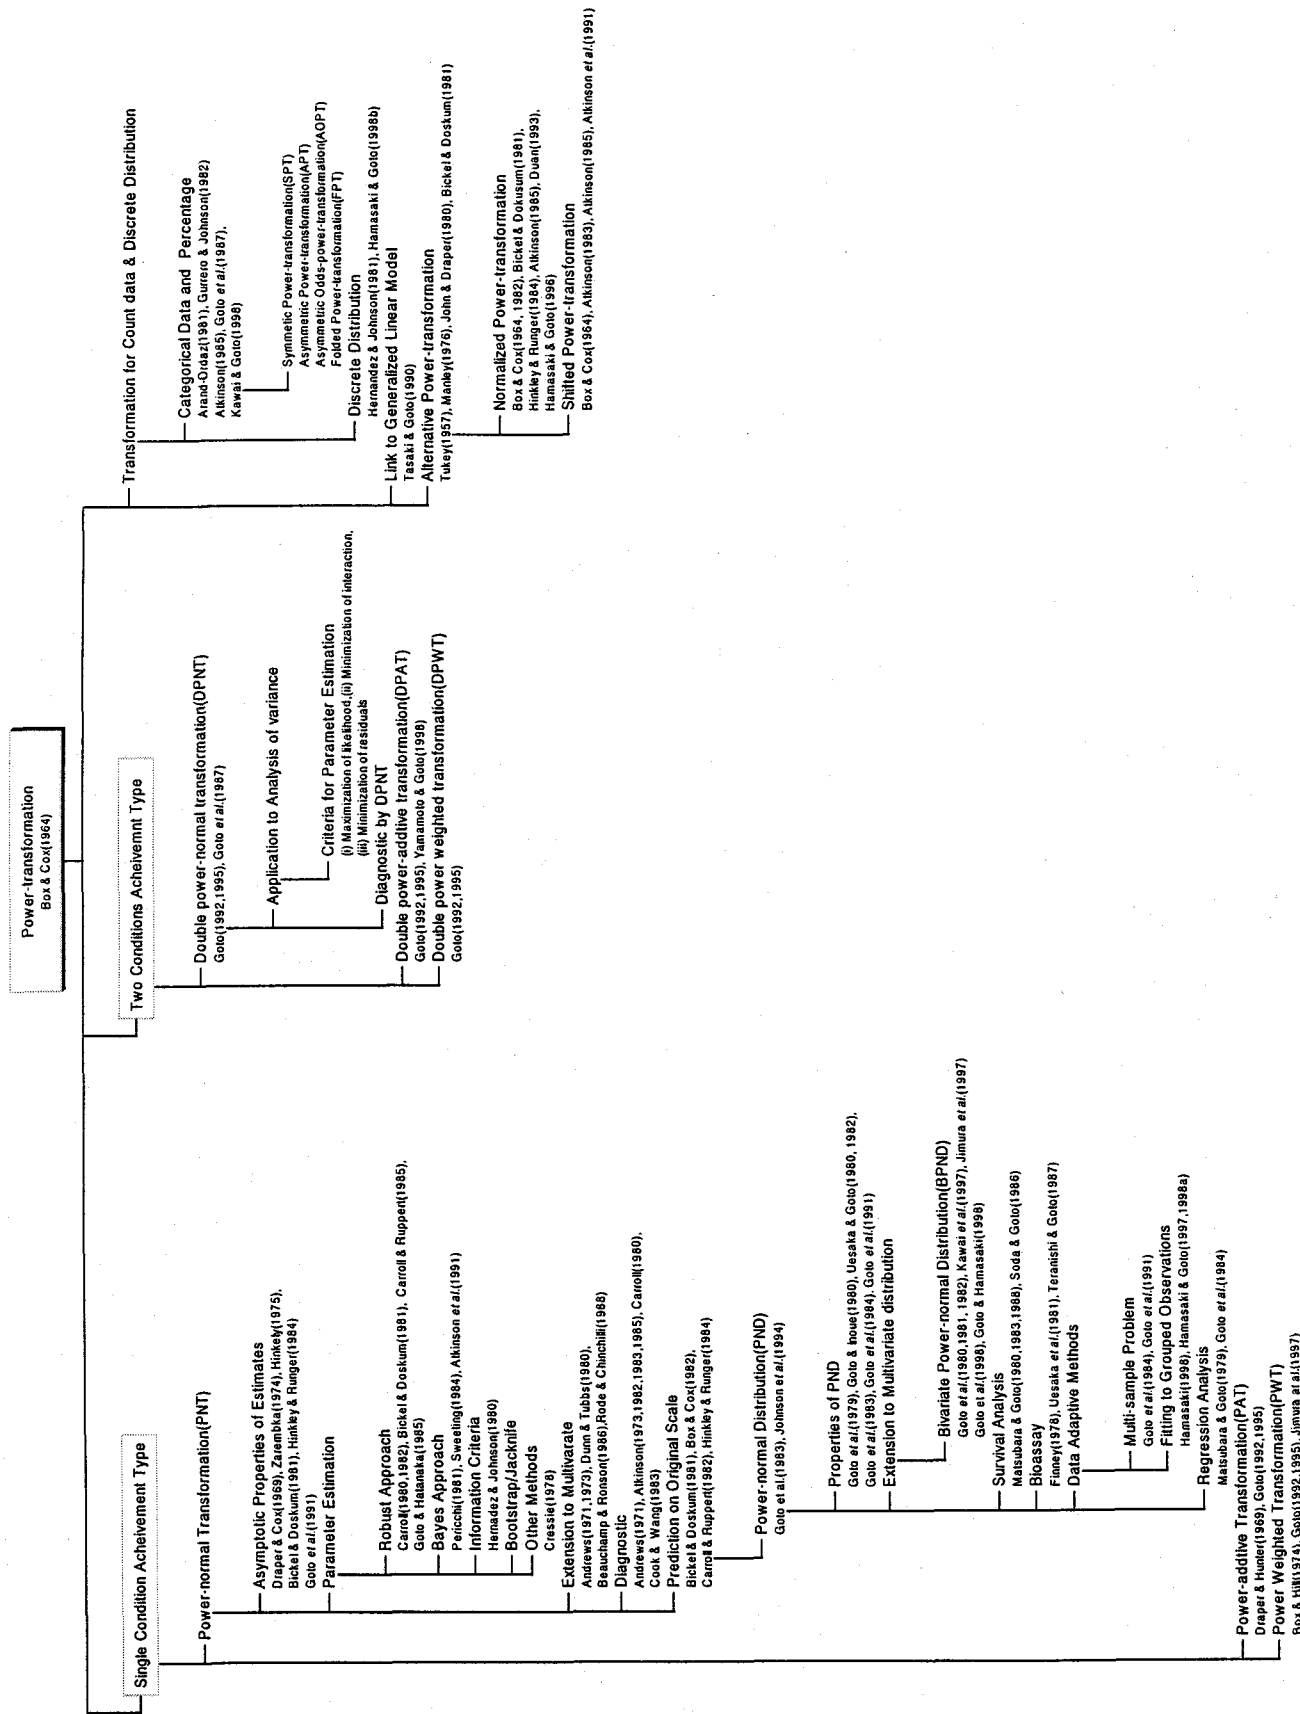 Power-transformation
Box & Cox(1964)
Single Condition Acheivement Type
Power-normal Transformation(PNT)
Asymptotic Properties of Estimates
Draper & Cox(1969), Zarembka(1974), Hinkely(1975),
Bickel & Doskum(1981), Hinkley & Runger(1984)
Goto et al.(1991)
Parameter Estimation
Robust Approach
Carroll(1980,1982), Bickel & Doskum(1981), Carroll & Ruppert(1985),
Goto & Hatanaka(1985)
Bayes Approach
Pericchi(1981), Sweeting(1984), Atkinson et al.(1991)
Information Criteria
Hernadez & Johnson(1980)
Bootstrap/Jacknife
Other Methods
Cressie(1978)
Extension to Multivarate
Andrews(1971,1973), Dunn & Tubbs(1980),
Beauchamp & Ronson(1986),Rode & Chinchilli(1988)
Diagnostic
Andrews(1971), Atkinson(1973,1982,1983,1985), Carroll(1980),
Cook & Wang(1983)
Prediction on Original Scale
Bickel & Doskum(1981), Box & Cox(1982),
Carroll & Ruppert(1982), Hinkley & Runger(1984)
Power-normal Distribution(PND)
Goto et al.(1983), Johnson et al.(1994)
Properties of PND
Goto et al.(1979), Goto & Inoue(1980), Uesaka & Goto(1980, 1982),
Goto et al.(1983), Goto et al.(1984), Goto et al.(1991)
Extension to Multivariate distribution
Bivariate Power-normal Distribution(BPND)
Goto et al.(1980,1981, 1982), Kawai et al.(1997), Jimura et al.(1997)
Goto et al.(1998), Goto & Hamasaki(1998)
Survival Analysis
Matsubara & Goto(1980,1983,1988), Soda & Goto(1986)
Bioassay
Finney(1978), Uesaka et al.(1981), Teranishi & Goto(1987)
Data Adaptive Methods
Multi-sample Problem
Goto et al.(1984), Goto et al.(1991)
Fitting to Grouped Observations
Hamasaki(1998), Hamasaki & Goto(1997,1998a)
Regression Analysis
Matsubara & Goto(1979), Goto et al.(1984)
Power-addtive Transformation(PAT)
Draper & Hunter(1969), Goto(1992,1995)
Power Weighted Transformation(PWT)
Box & Hill(1974), Goto(1992,1995), Jimura et al.(1997)
Two Conditions Acheivemnt Type
Double power-normal transformation(DPNT)
Goto(1992,1995), Goto et al.(1987)
Application to Analysis of variance
Criteria for Parameter Estimation
(i) Maximization of likelihood,(ii) Minimization of interaction,
(iii) Minimization of residuals
Diagnostic by DPNT
Double power-addtive transformation(DPAT)
Goto(1992,1995), Yamamoto & Goto(1998)
Double power weighted transformation(DPWT)
Goto(1992,1995)
Transformation for Count data & Discrete Distribution
Categorical Data and Percentage
Arand-Ordaz(1981), Gurrero & Johnson(1982)
Atkinson(1985), Goto et al.(1987),
Kawai & Goto(1998)
Symmetic Power-transformation(SPT)
Asymmetric Power-transformation(APT)
Asymmetric Odds-power-transformation(AOPT)
Folded Power-transformation(FPT)
Discrete Distribution
Hernandez & Johnson(1981), Hamasaki & Goto(1998b)
Link to Generalized Linear Model
Tasaki & Goto(1990)
Alternative Power-transformation
Tukey(1957), Manley(1976), John & Draper(1980), Bickel & Doskum(1981)
Normalized Power-transformation
Box & Cox(1964, 1982), Bickel & Dokusum(1981),
Hinkley & Runger(1984), Atkinson(1985), Duan(1993),
Hamasaki & Goto(1996)
Shifted Power-transformation
Box & Cox(1964), Atkinson(1983), Atkinson(1985), Atkinson et al.(1991)